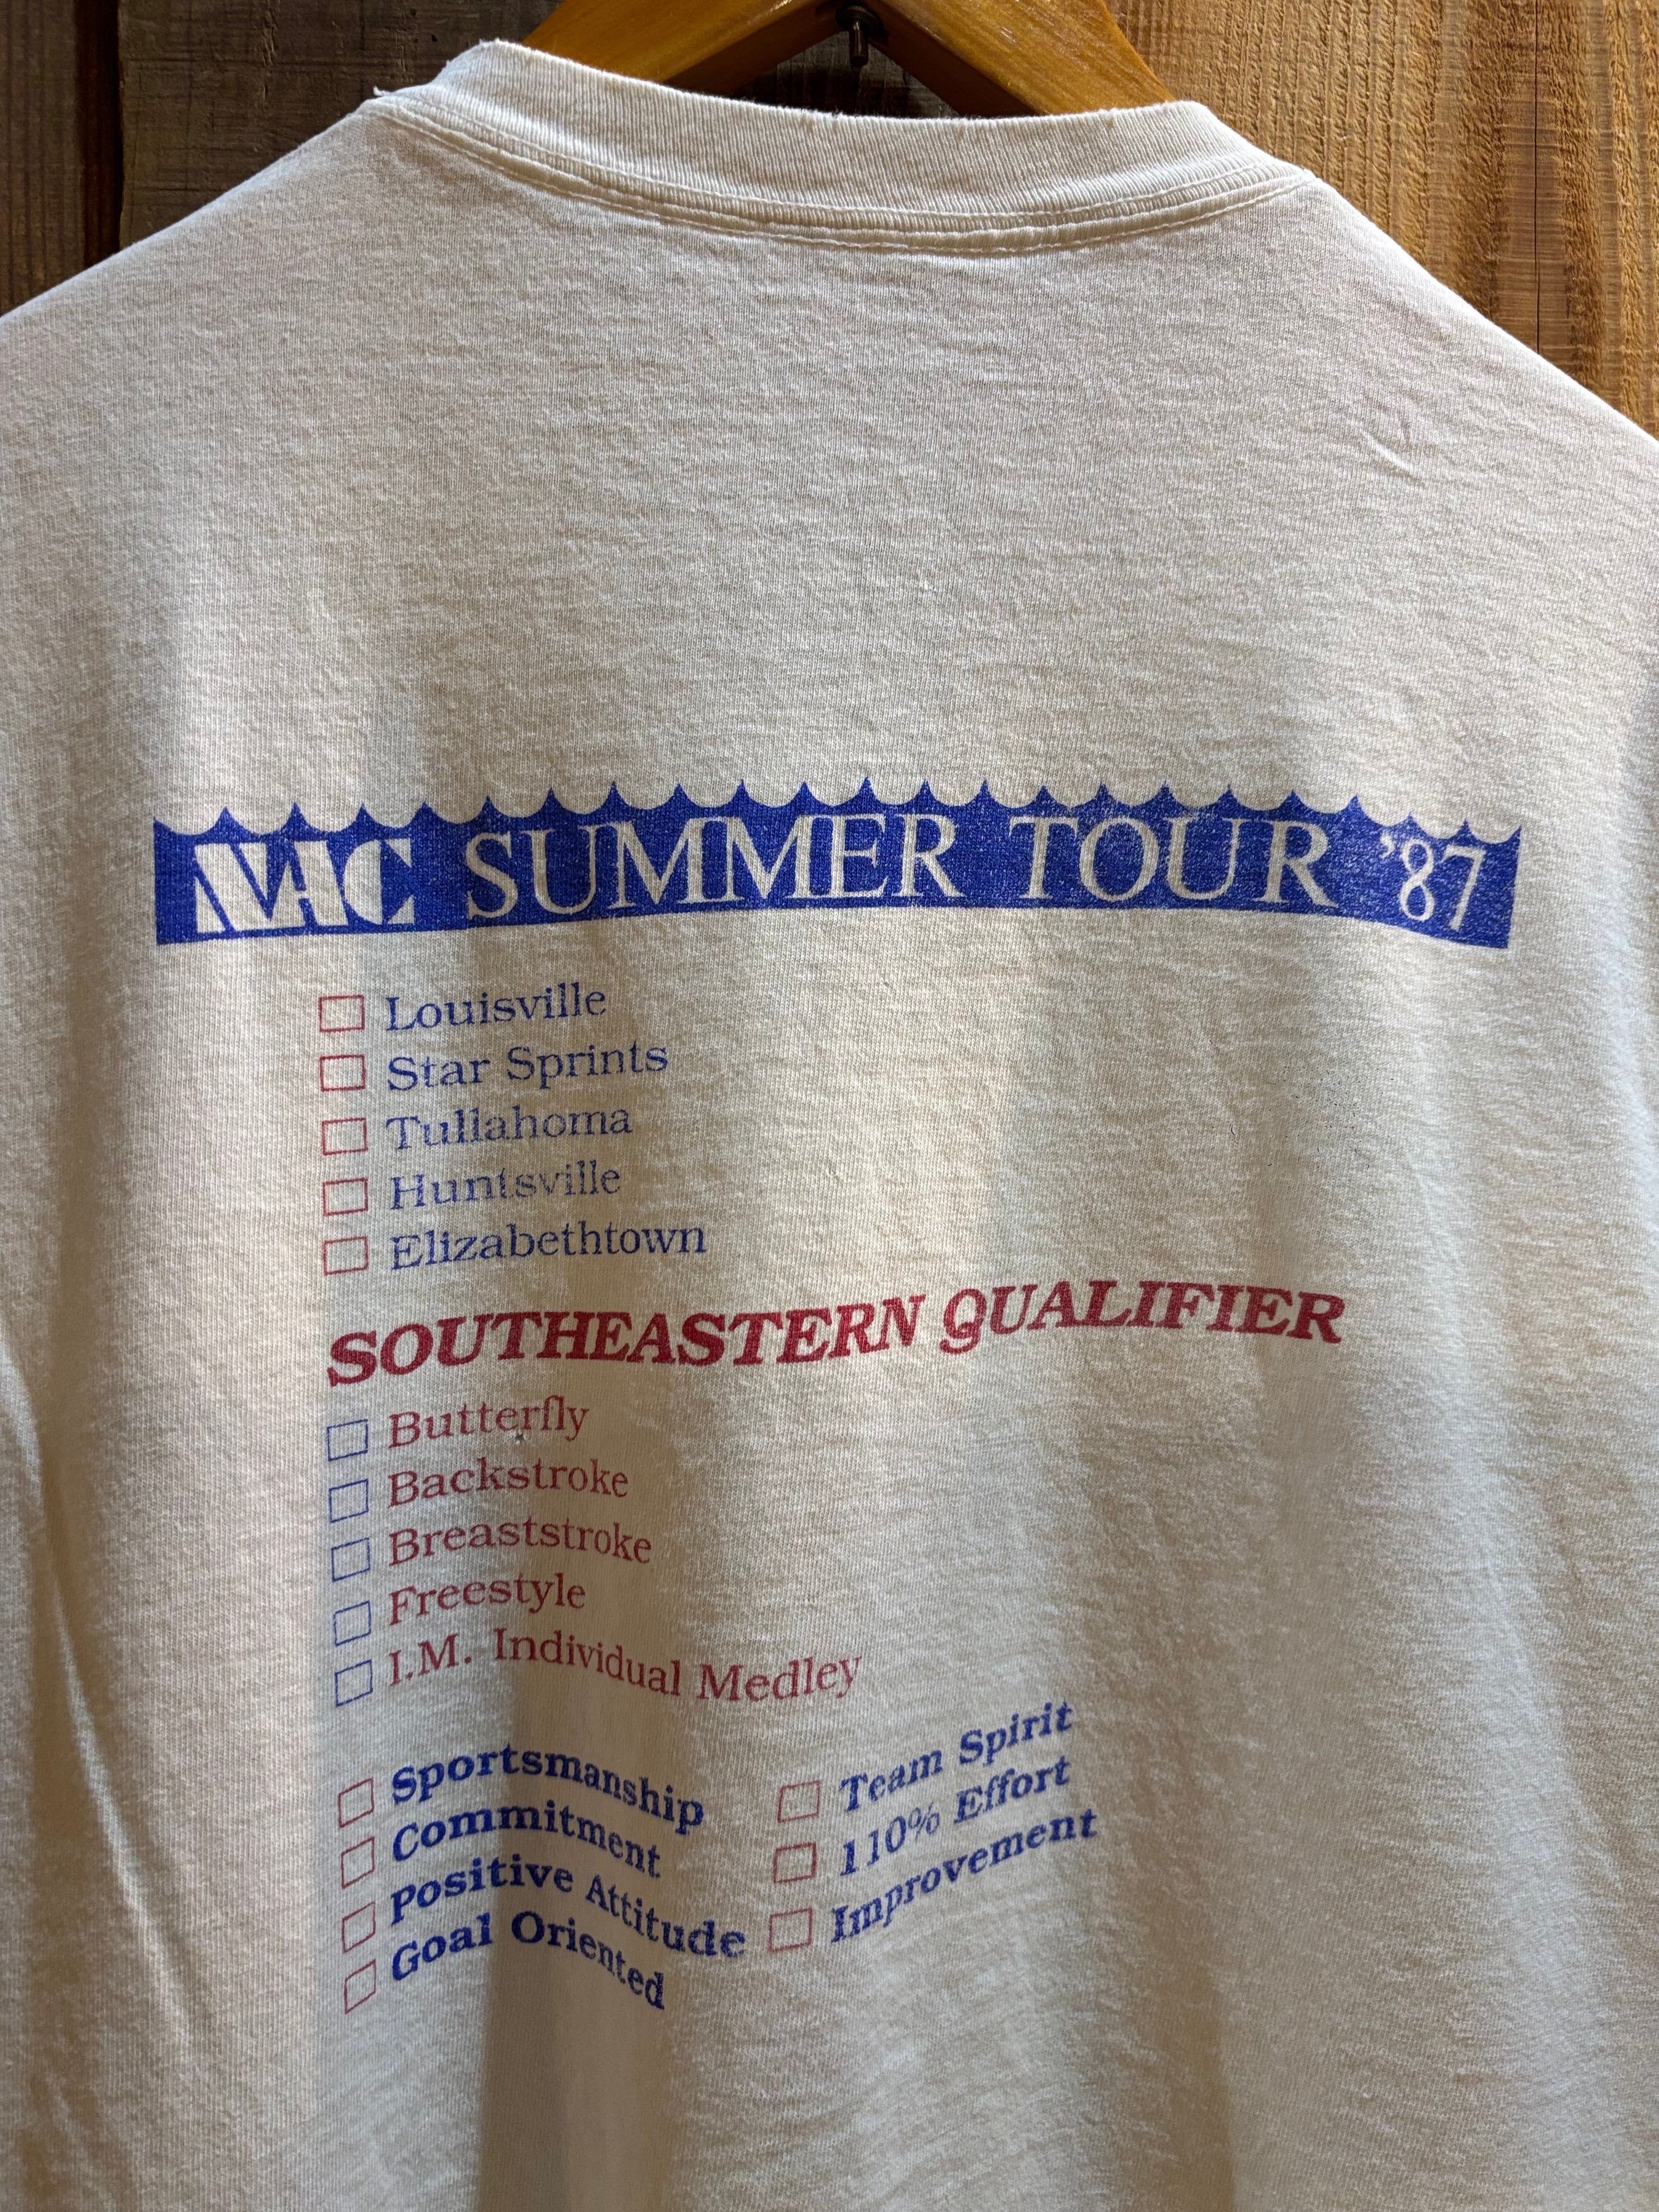 NAC SUMMER TOUR '87
Louisville
Star Sprints
Tullahoma
Huntsville
Elizabethtown
SOUTHEASTERN QUALIFIER
Butterfly
Backstroke
Breaststroke
Freestyle
I.M. Individual Medley
Sportsmanship
Commitment
Positive Attitude
Goal Oriented
Team Spirit
110% Effort
Improvement